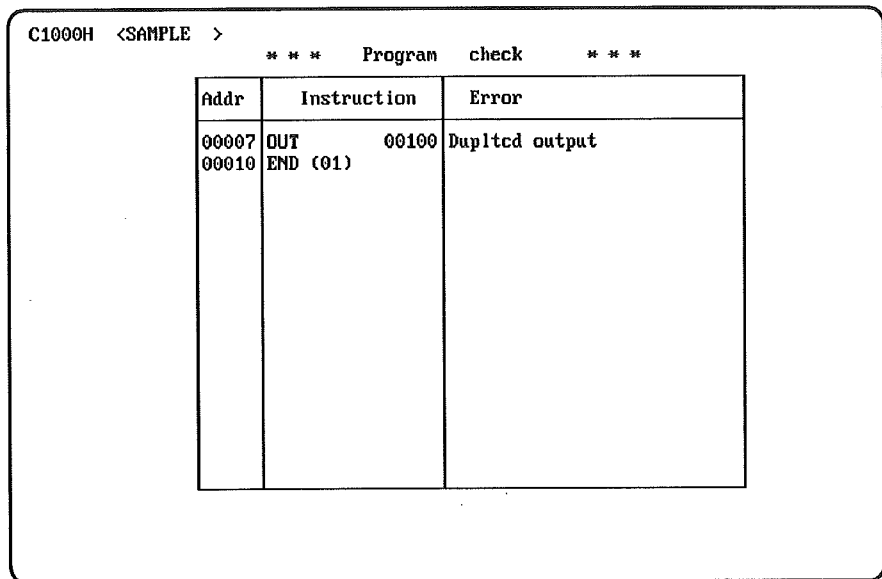 C1000H <SAMPLE >
* * * Program check * * *
Addr Instruction Error
00007 OUT 00100 Dupltcd output
00010 END (01)